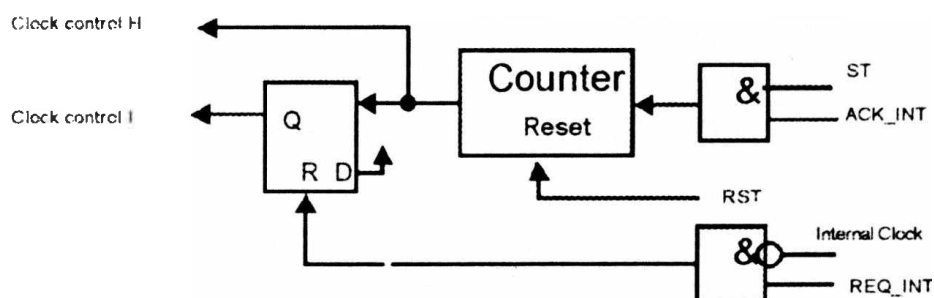 Clock control H
Clock control I
Q
R D
Counter
Reset
&
ST
ACK_INT
RST
&
Internal Clock
REQ_INT